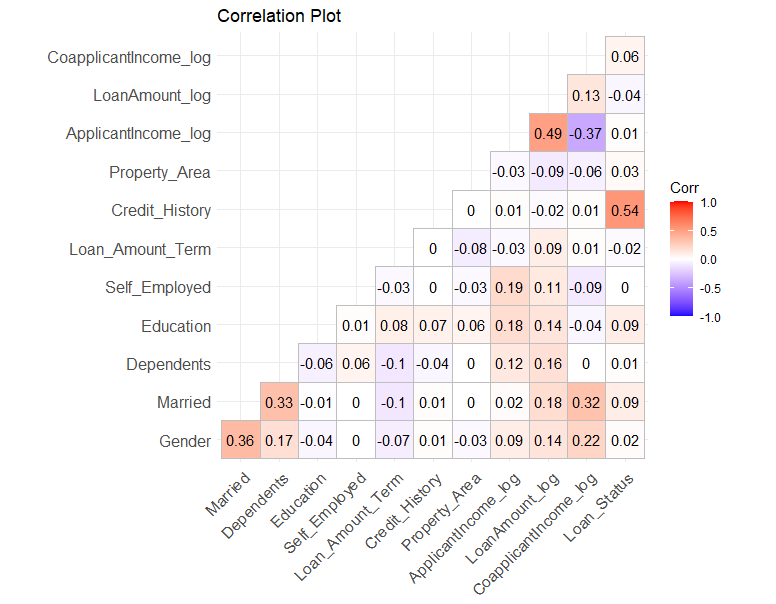 Correlation Plot
CoapplicantIncome_log 0.06
LoanAmount_log 0.13 -0.04
ApplicantIncome_log 0.49 -0.37 0.01
Property_Area -0.03 -0.09 -0.06 0.03
Credit_History 0 0.01 -0.02 0.01 0.54
Loan_Amount_Term 0 -0.08 -0.03 0.09 0.01 -0.02
Self_Employed -0.03 0 -0.03 0.19 0.11 -0.09 0
Education 0.01 0.08 0.07 0.06 0.18 0.14 -0.04 0.09
Dependents -0.06 0.06 -0.1 -0.04 0 0.12 0.16 0 0.01
Married 0.33 -0.01 0 -0.1 0.01 0 0.02 0.18 0.32 0.09
Gender 0.36 0.17 -0.04 0 -0.07 0.01 -0.03 0.09 0.14 0.22 0.02
Married
Dependents
Education
Self_Employed
Loan_Amount_Term
Credit_History
Property_Area
ApplicantIncome_log
LoanAmount_log
CoapplicantIncome_log
Loan_Status
Corr
1.0
0.5
0.0
-0.5
-1.0